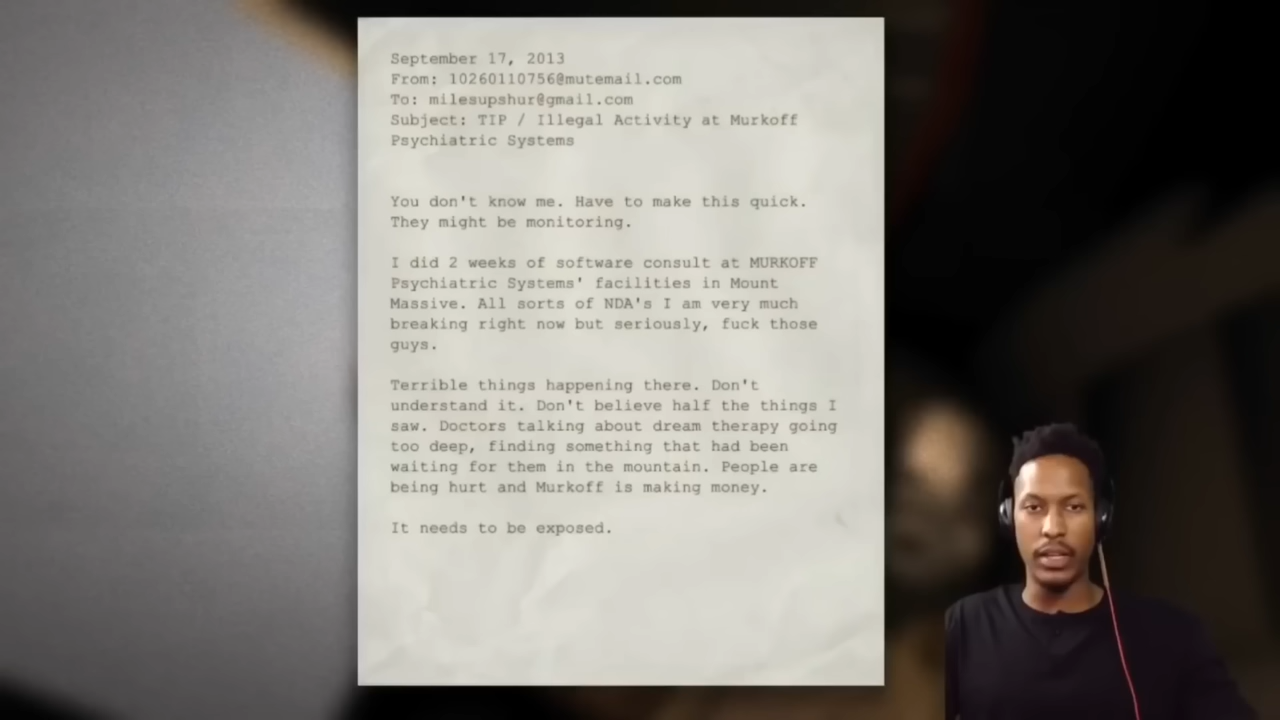 September 17, 2013
From: 10260110756@mutemail.com
To: milesupshur@gmail.com
Subject: TIP / Illegal Activity at Murkoff
Psychiatric Systems
You don't know me. Have to make this quick.
They might be monitoring.
I did 2 weeks of software consult at MURKOFF
Psychiatric Systems' facilities in Mount
Massive. All sorts of NDA's I am very much
breaking right now but seriously, fuck those
guys.
Terrible things happening there. Don't
understand it. Don't believe half the things I
saw. Doctors talking about dream therapy going
too deep, finding something that had been
waiting for them in the mountain. People are
being hurt and Murkoff is making money.
It needs to be exposed.